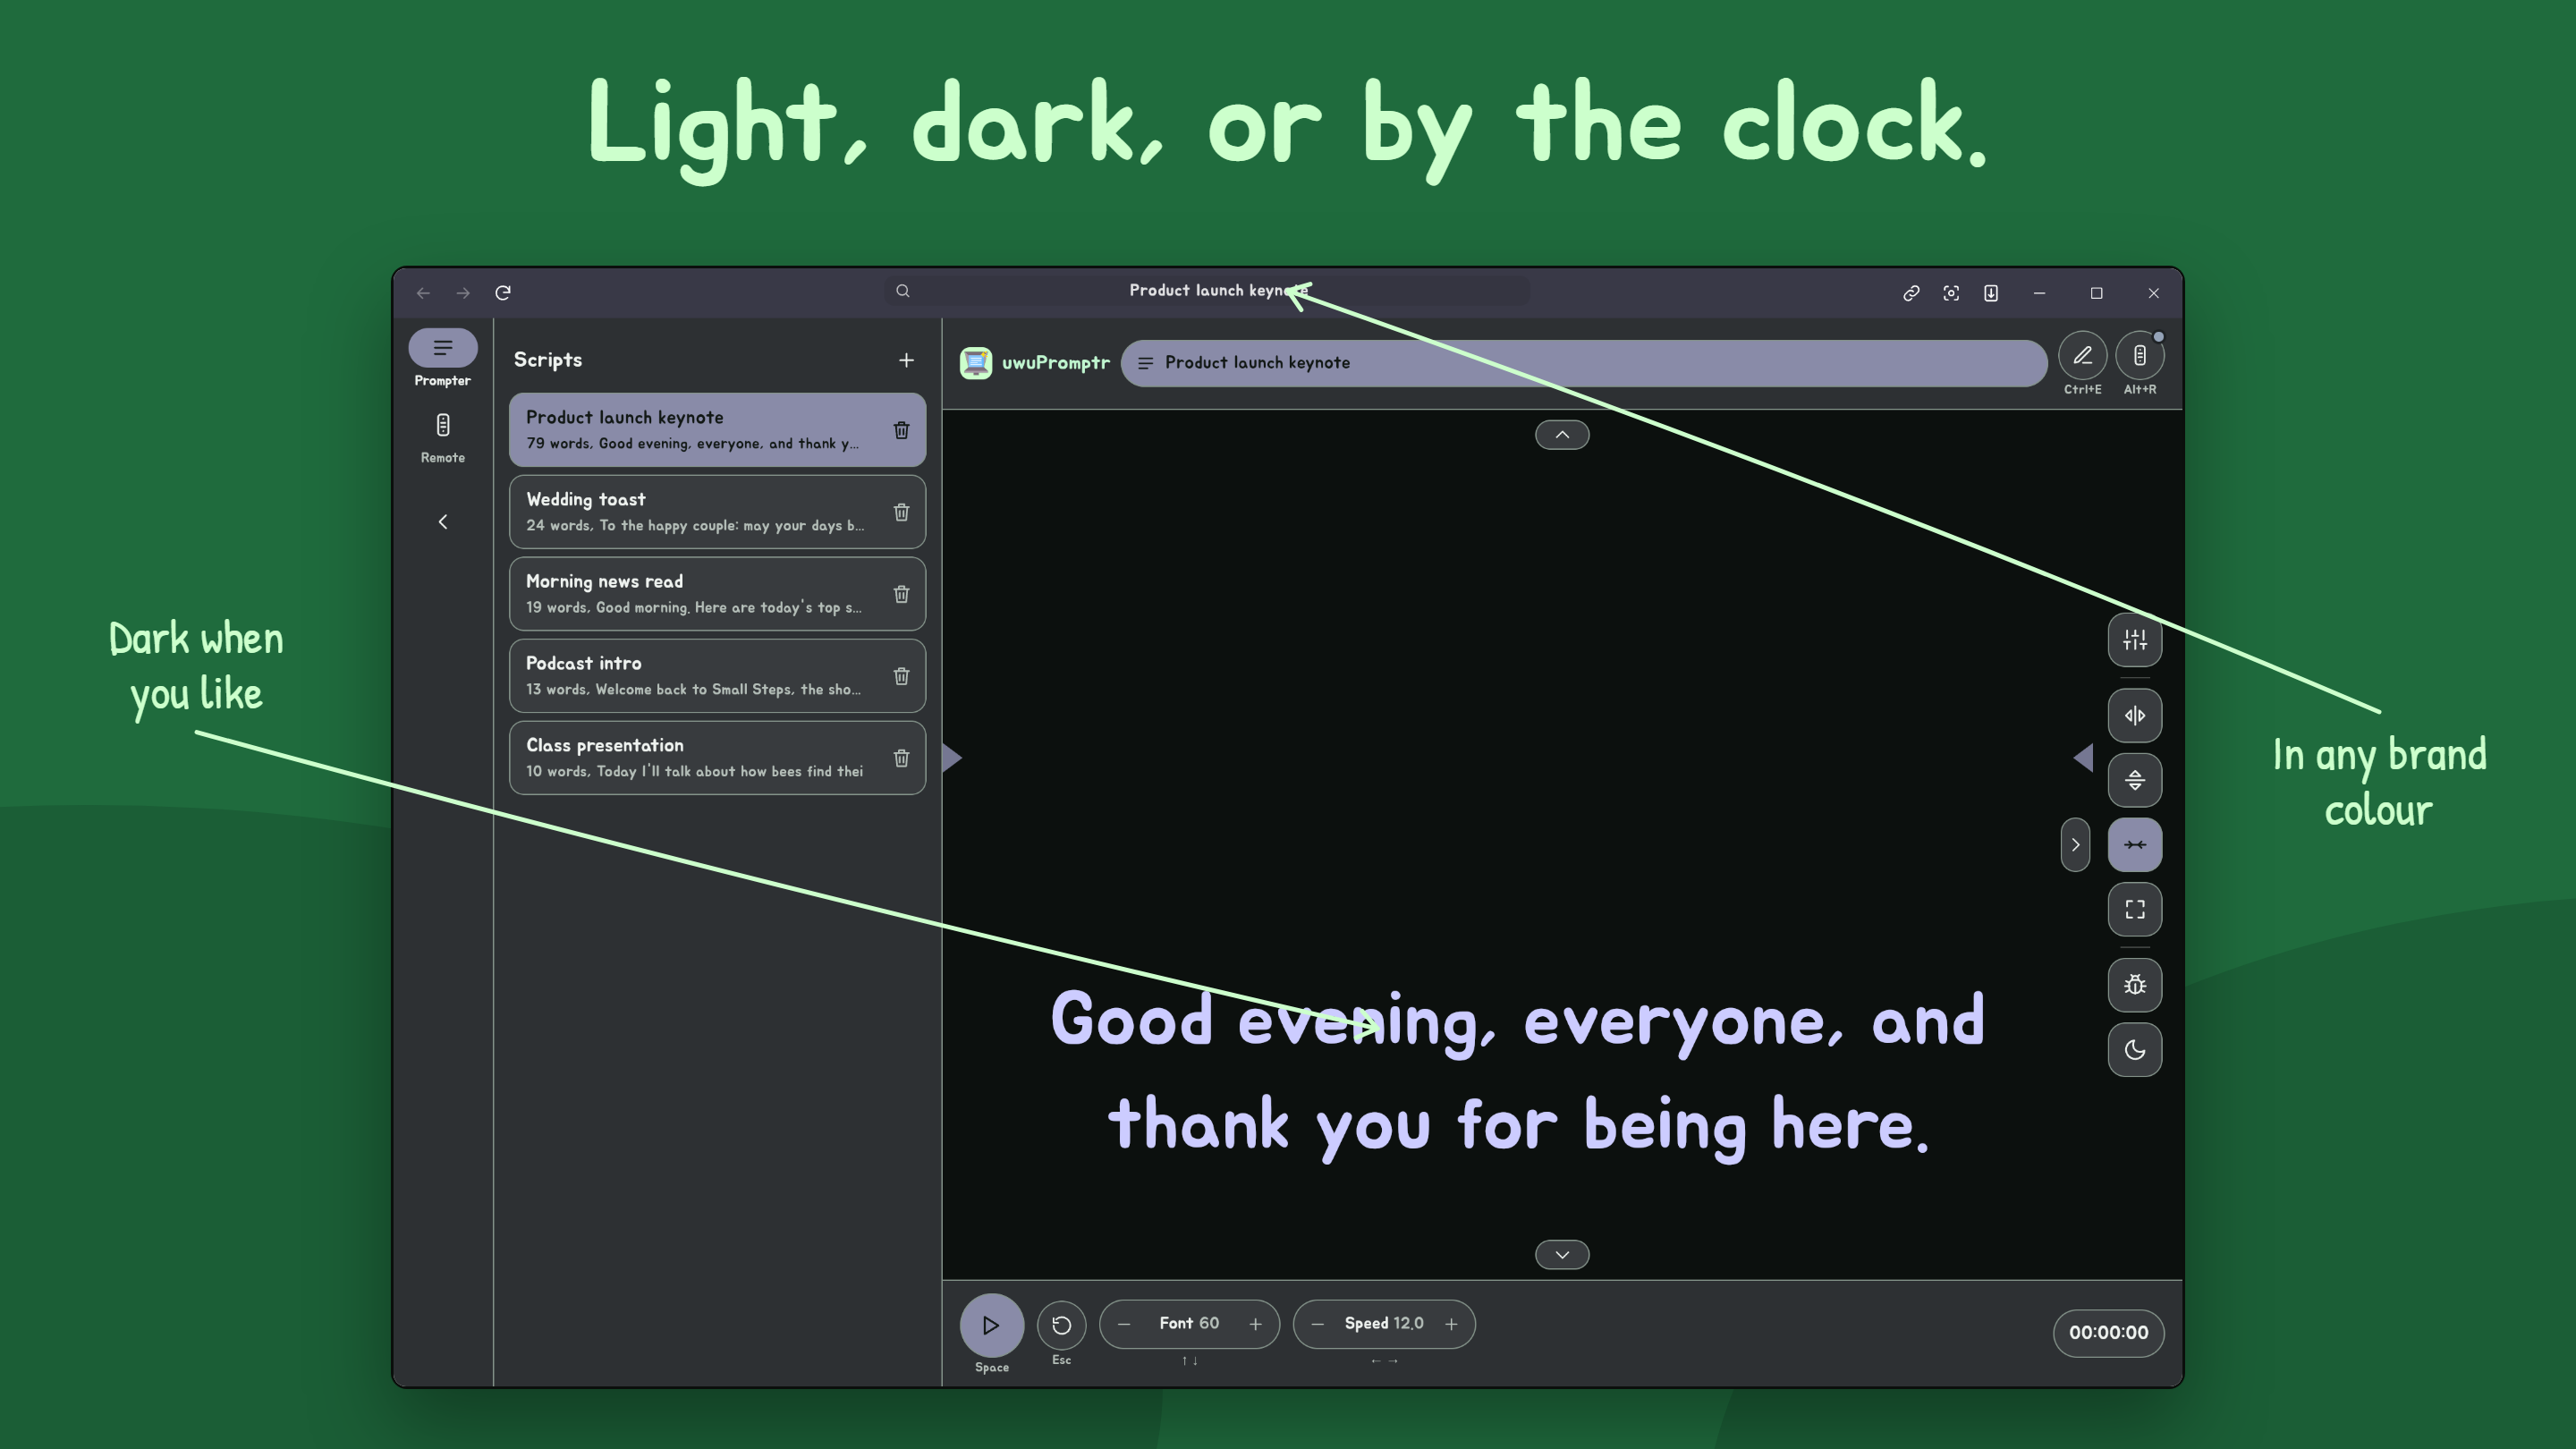 Light, dark, or by the clock.
Product launch keynote
Prompter
Remote
Scripts
Product launch keynote
79 words, Good evening, everyone, and thank y...
Wedding toast
24 words, To the happy couple: may your days b...
Morning news read
19 words, Good morning. Here are today's top s...
Podcast intro
13 words, Welcome back to Small Steps, the sho...
Class presentation
10 words, Today I'll talk about how bees find thei
uwuPromptr
Product launch keynote
Ctrl+E
Alt+R
Dark when
you like
In any brand
colour
Good evening, everyone, and
thank you for being here.
Space
Esc
Font 60
↑ ↓
Speed 12.0
← →
00:00:00